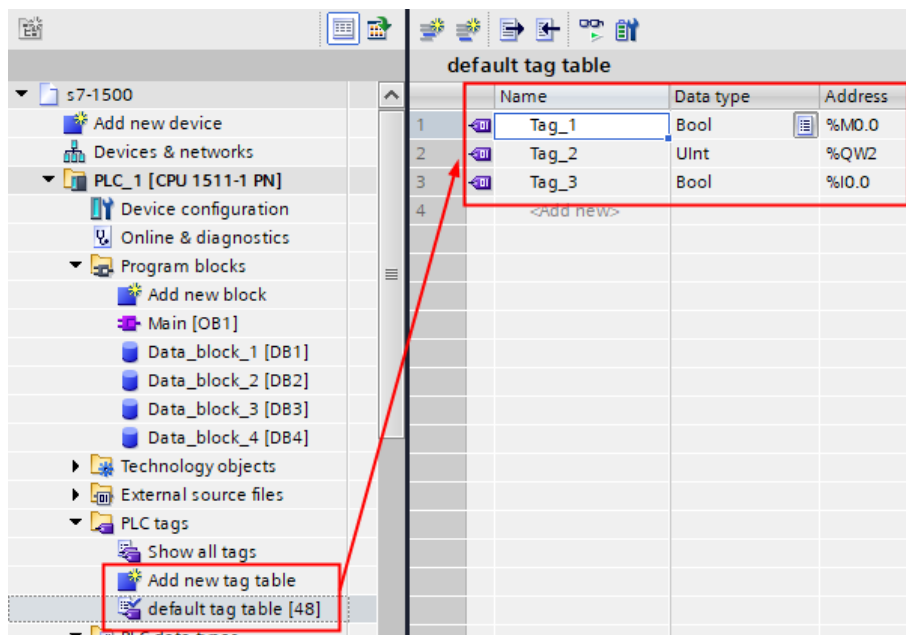 default tag table
s7-1500
Add new device
Devices & networks
PLC_1 [CPU 1511-1 PN]
Device configuration
Online & diagnostics
Program blocks
Add new block
Main [OB1]
Data_block_1 [DB1]
Data_block_2 [DB2]
Data_block_3 [DB3]
Data_block_4 [DB4]
Technology objects
External source files
PLC tags
Show all tags
Add new tag table
default tag table [48]
PLC data types
Name Data type Address
1 Tag_1 Bool %M0.0
2 Tag_2 UInt %QW2
3 Tag_3 Bool %I0.0
4 <Add new>